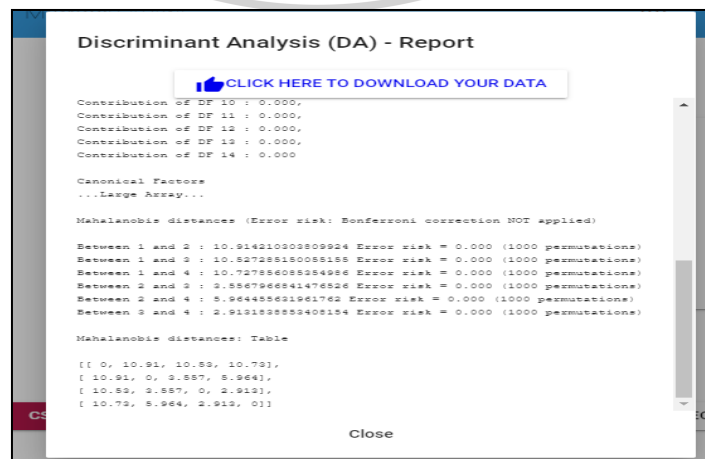 Discriminant Analysis (DA) - Report
CLICK HERE TO DOWNLOAD YOUR DATA
Contribution of DF 10 : 0.000,
Contribution of DF 11 : 0.000,
Contribution of DF 12 : 0.000,
Contribution of DF 13 : 0.000,
Contribution of DF 14 : 0.000
Canonical Factors
...Large Array...
Mahalanobis distances (Error risk: Bonferroni correction NOT applied)
Between 1 and 2 : 10.914210303809924 Error risk = 0.000 (1000 permutations)
Between 1 and 3 : 10.527285150055155 Error risk = 0.000 (1000 permutations)
Between 1 and 4 : 10.727856085354986 Error risk = 0.000 (1000 permutations)
Between 2 and 3 : 3.5567966841476526 Error risk = 0.000 (1000 permutations)
Between 2 and 4 : 5.964455631961762 Error risk = 0.000 (1000 permutations)
Between 3 and 4 : 2.9131838853408154 Error risk = 0.000 (1000 permutations)
Mahalanobis distances: Table
[[ 0, 10.91, 10.53, 10.73],
[ 10.91, 0, 3.557, 5.964],
[ 10.53, 3.557, 0, 2.913],
[ 10.73, 5.964, 2.913, 0]]
CS
Close